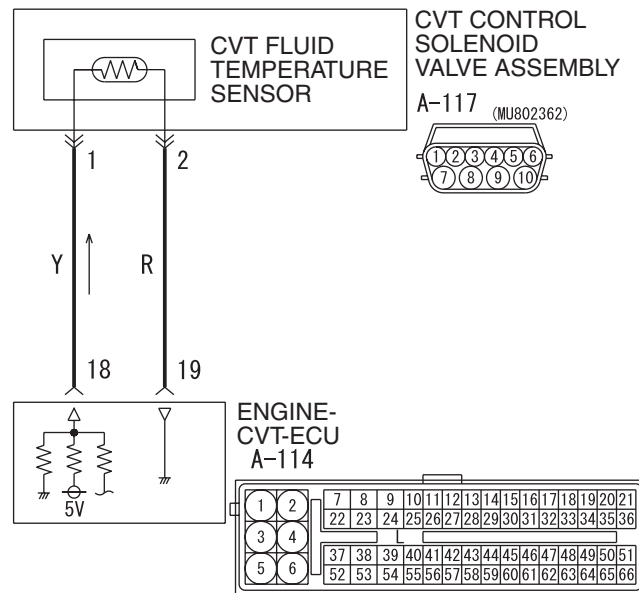 CVT CONTROL
SOLENOID
VALVE ASSEMBLY
CVT FLUID
TEMPERATURE
SENSOR
A-117 (MU802362)
1 2 3 4 5 6
7 8 9 10
1 2
Y R
18 19
5V
ENGINE-
CVT-ECU
A-114
1 2
3 4
5 6
7 8 9 10 11 12 13 14 15 16 17 18 19 20 21
22 23 24 25 26 27 28 29 30 31 32 33 34 35 36
37 38 39 40 41 42 43 44 45 46 47 48 49 50 51
52 53 54 55 56 57 58 59 60 61 62 63 64 65 66